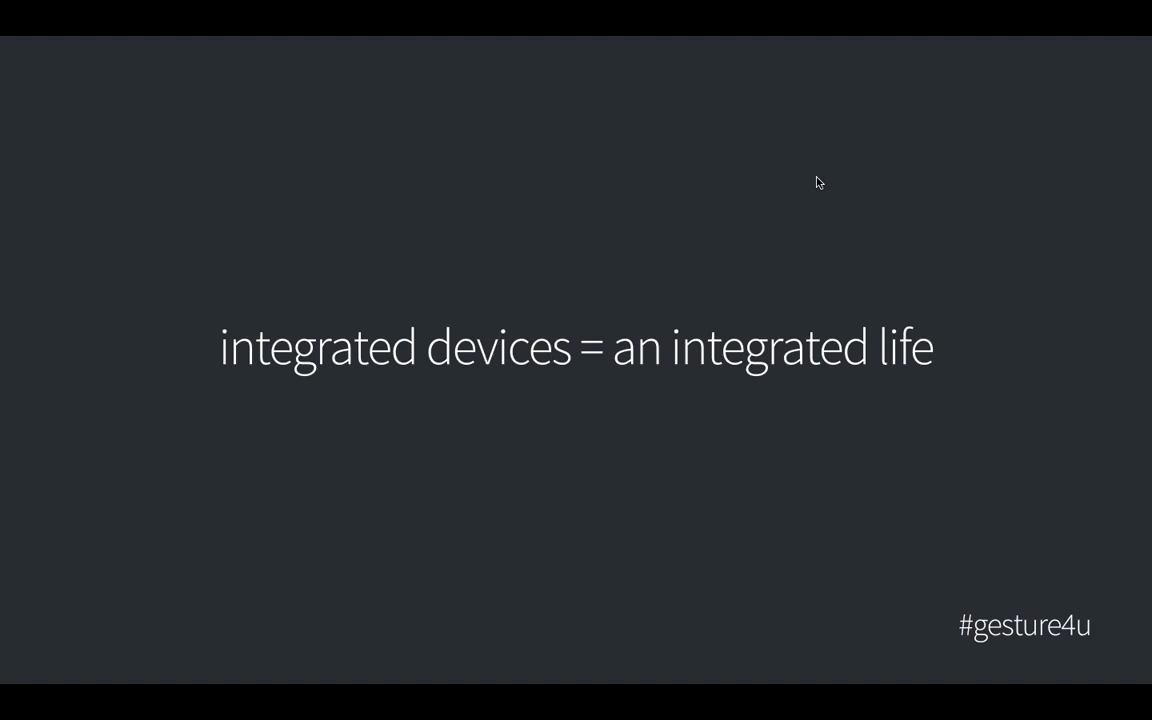 integrated devices = an integrated life
#gesture4u